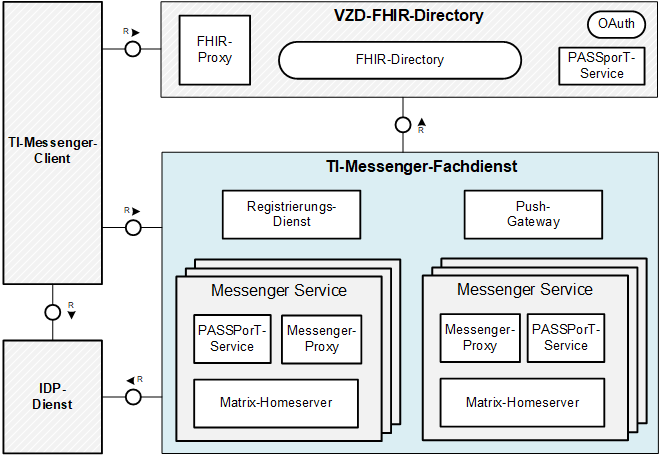 VZD-FHIR-Directory
OAuth
FHIR-
Proxy
FHIR-Directory
PASSporT-
Service
R
R
TI-Messenger-
Client
TI-Messenger-Fachdienst
Registrierungs-
Dienst
Push-
Gateway
R
Messenger Service
PASSPorT-
Service
Messenger-
Proxy
Matrix-Homeserver
Messenger Service
Messenger-
Proxy
PASSPorT-
Service
Matrix-Homeserver
R
IDP-
Dienst
R